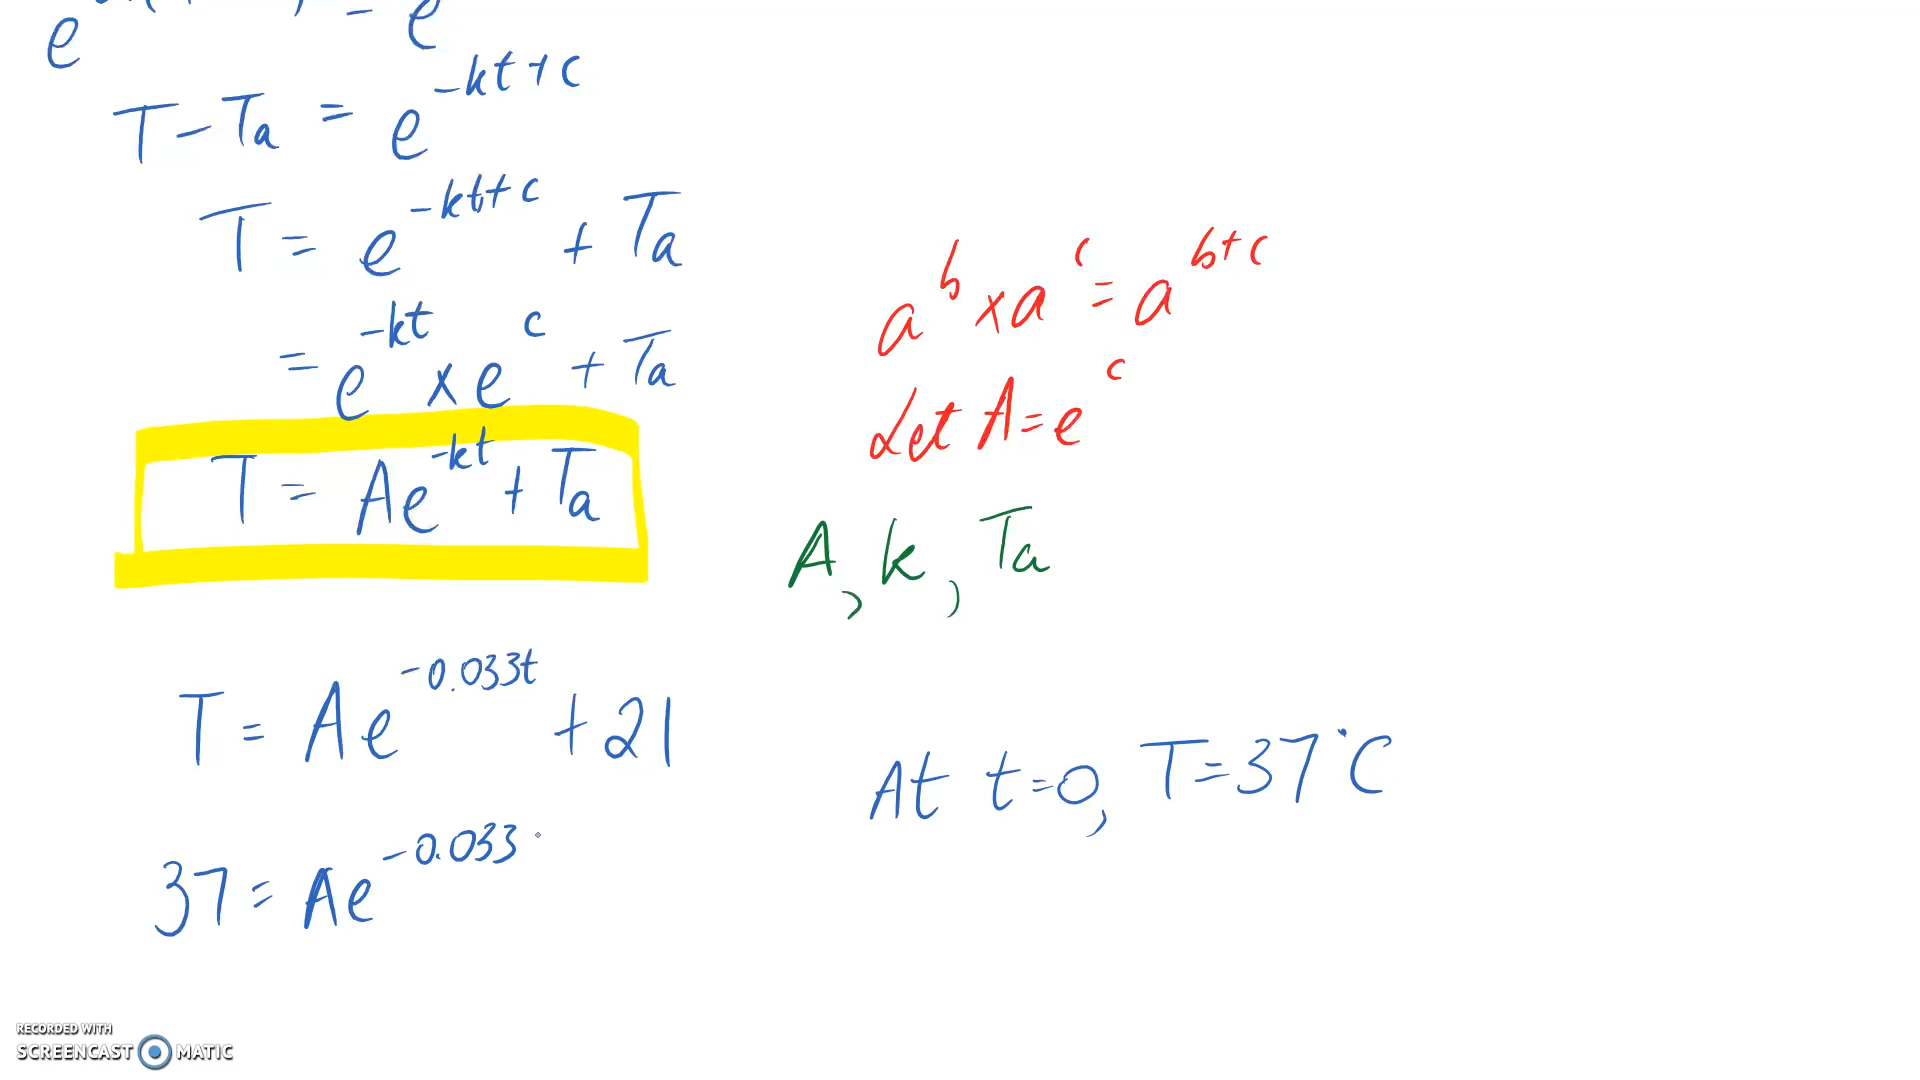 e = e
T - Ta = e^{-kt+c}
T = e^{-kt+c} + Ta
= e^{-kt} × e^{c} + Ta
T = Ae^{-kt} + Ta
a^{b} × a^{c} = a^{b+c}
Let A = e^{c}
A, k, Ta
T = Ae^{-0.033t} + 21
At t=0, T=37°C
37 = Ae^{-0.033
RECORDED WITH
SCREENCAST MATIC